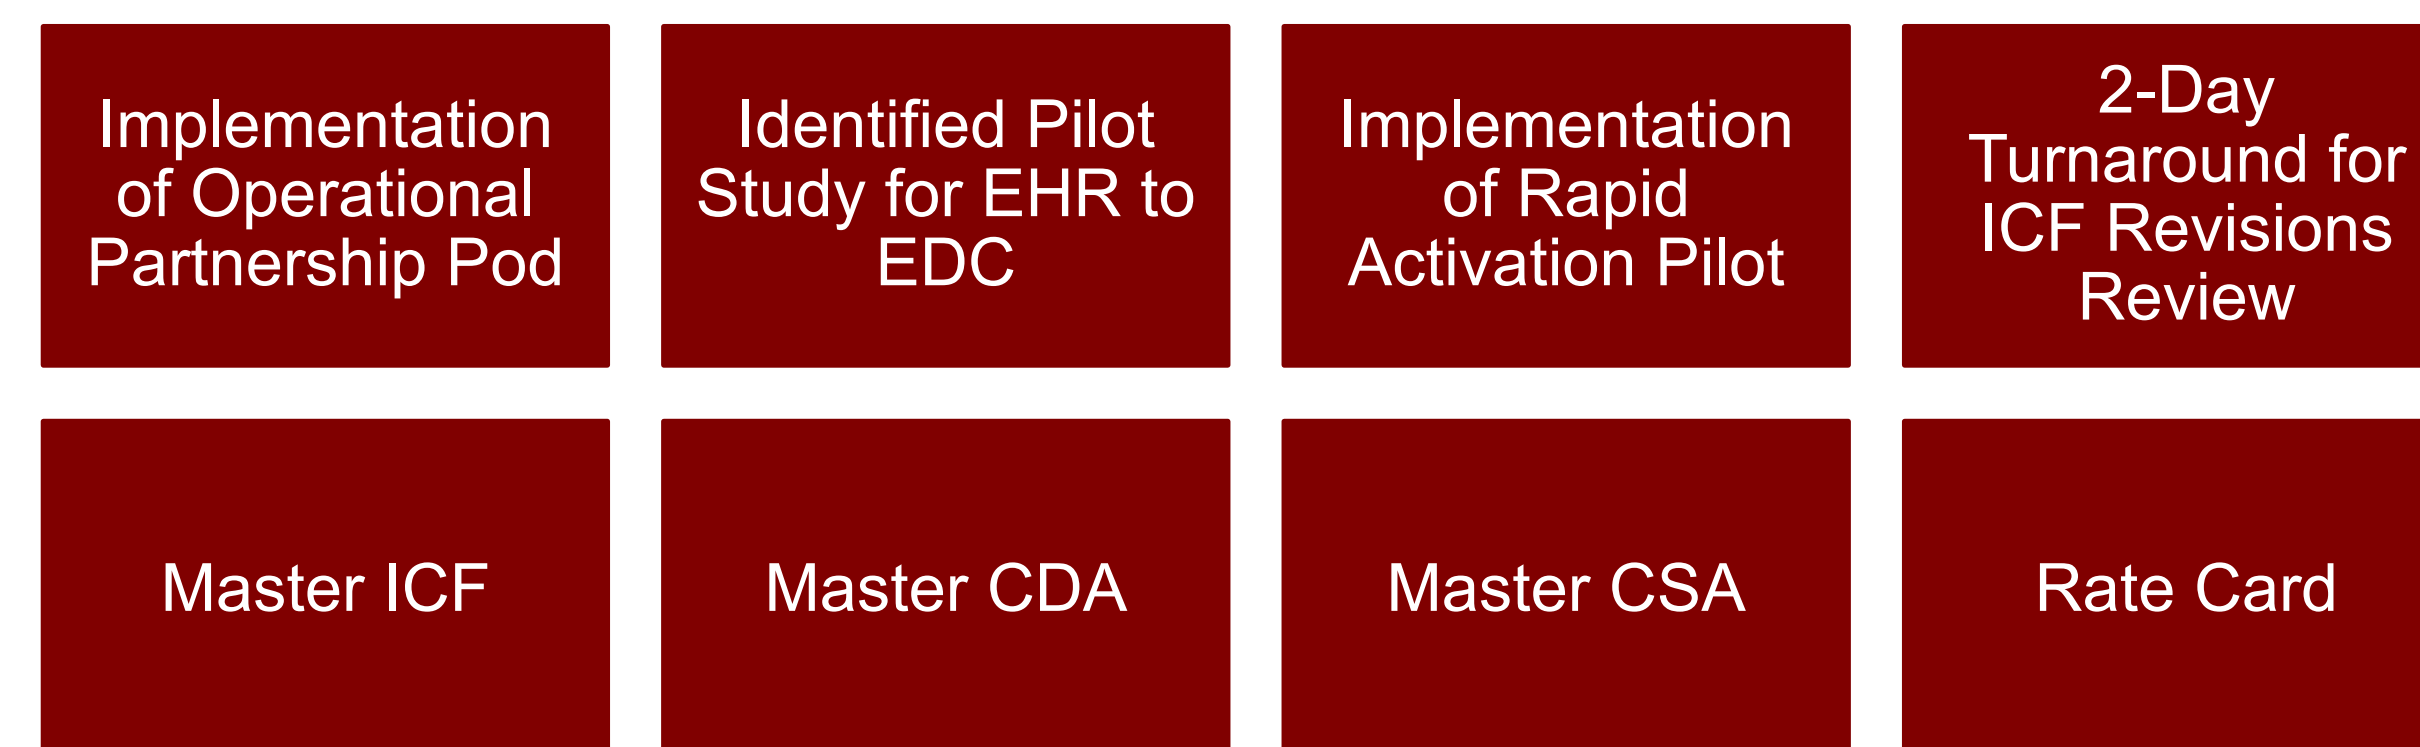 Implementation
of Operational
Partnership Pod
Identified Pilot
Study for EHR to
EDC
Implementation
of Rapid
Activation Pilot
2-Day
Turnaround for
ICF Revisions
Review
Master ICF
Master CDA
Master CSA
Rate Card